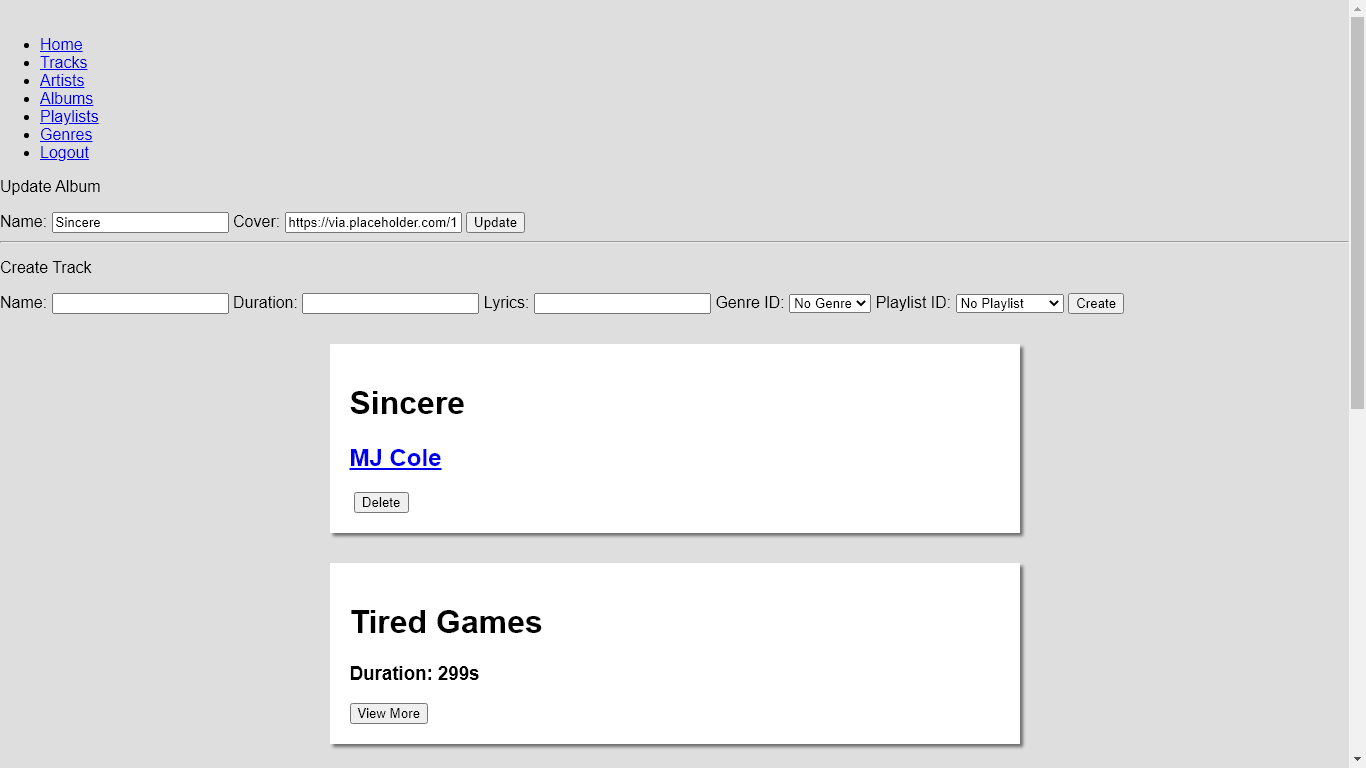 Home
Tracks
Artists
Albums
Playlists
Genres
Logout
Update Album
Name: Sincere Cover: https://via.placeholder.com/1 Update
Create Track
Name: Duration: Lyrics: Genre ID: No Genre Playlist ID: No Playlist Create
Sincere
MJ Cole
Delete
Tired Games
Duration: 299s
View More